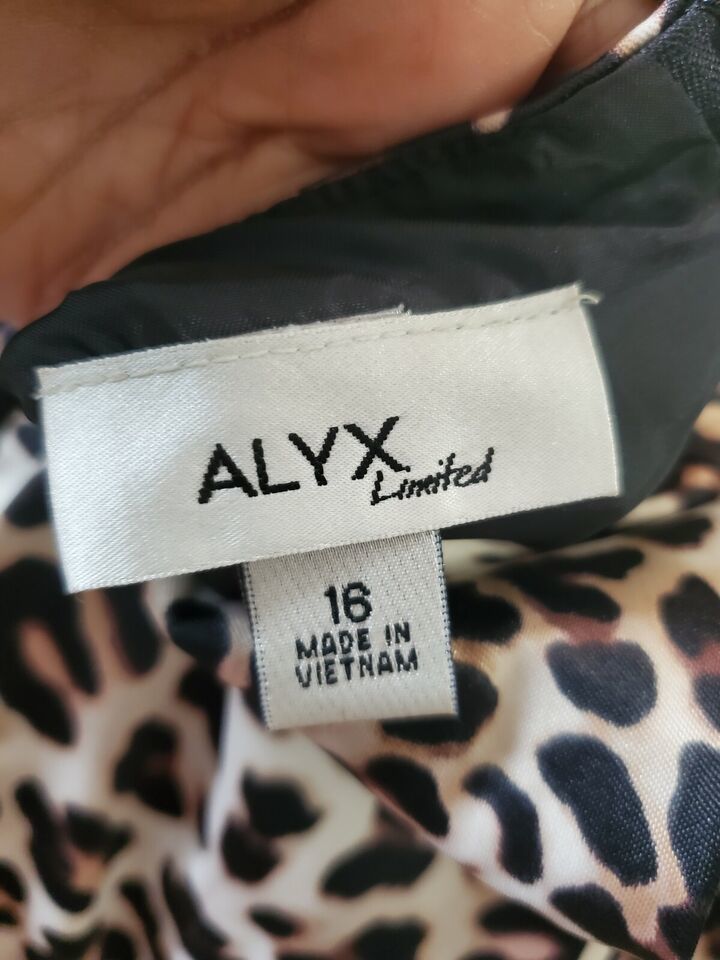 ALYX
Limited
16
MADE IN
VIETNAM